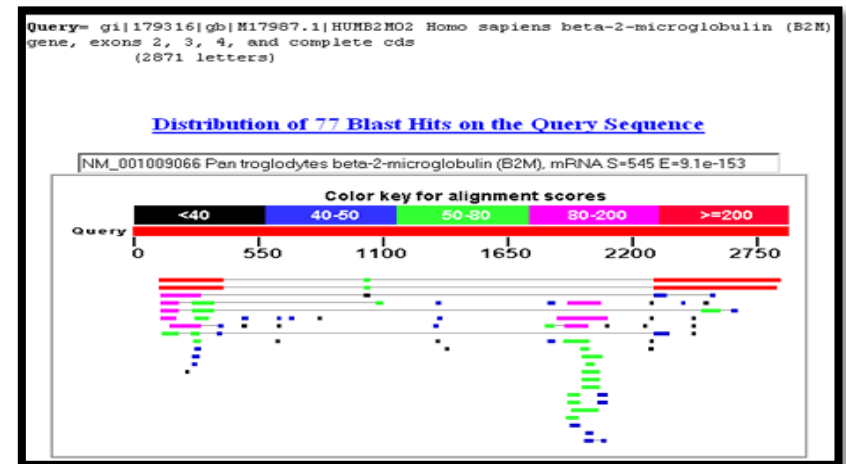 Query= gi|179316|gb|M17987.1|HUMB2M02 Homo sapiens beta-2-microglobulin (B2M)
gene, exons 2, 3, 4, and complete cds
(2871 letters)
Distribution of 77 Blast Hits on the Query Sequence
NM_001009066 Pan troglodytes beta-2-microglobulin (B2M), mRNA S=545 E=9.1e-153
Color key for alignment scores
<40 40-50 50-80 80-200 >=200
Query
0 550 1100 1650 2200 2750